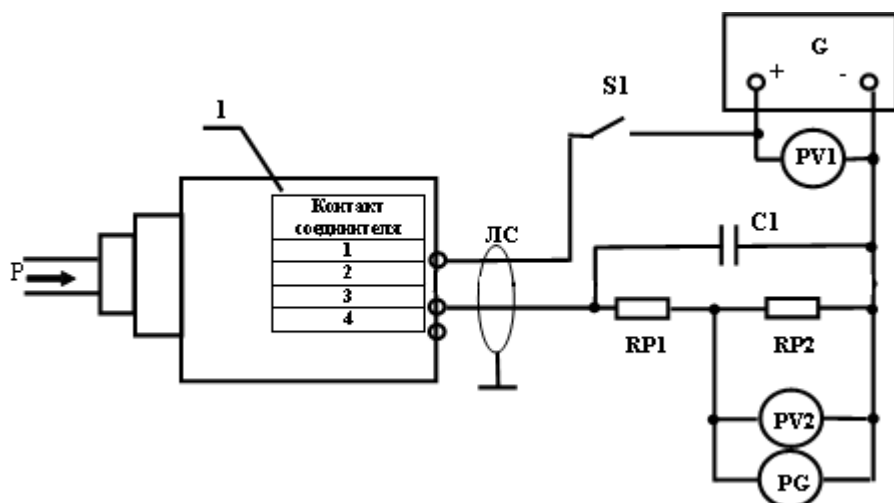 G
+ -
S1
1
PV1
Контакт
соединителя
1
2
3
4
ЛС
C1
P
RP1
RP2
PV2
PG